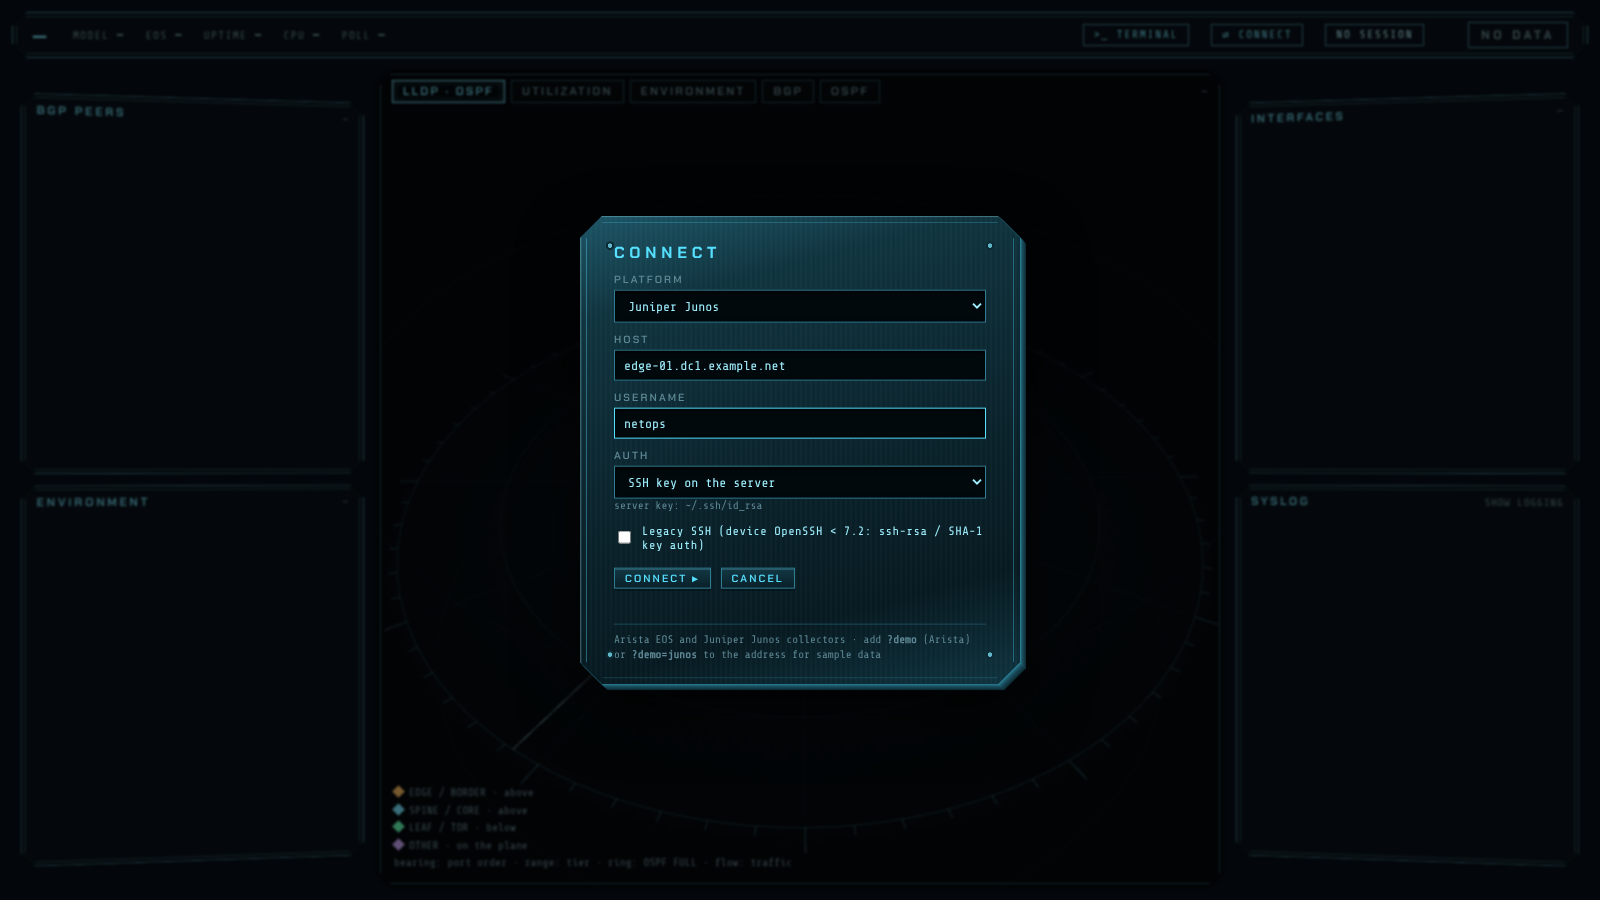 MODEL —
EOS —
UPTIME —
CPU —
POLL —
>_ TERMINAL
⇄ CONNECT
NO SESSION
NO DATA
BGP PEERS
LLDP · OSPF
UTILIZATION
ENVIRONMENT
BGP
OSPF
INTERFACES
CONNECT
PLATFORM
Juniper Junos
HOST
edge-01.dc1.example.net
USERNAME
netops
AUTH
SSH key on the server
server key: ~/.ssh/id_rsa
Legacy SSH (device OpenSSH < 7.2: ssh-rsa / SHA-1
key auth)
CONNECT ▸
CANCEL
Arista EOS and Juniper Junos collectors · add ?demo (Arista)
or ?demo=junos to the address for sample data
ENVIRONMENT
SYSLOG
SHOW LOGGING
EDGE / BORDER · above
SPINE / CORE · above
LEAF / TOR · below
OTHER · on the plane
bearing: port order · range: tier · ring: OSPF FULL · flow: traffic